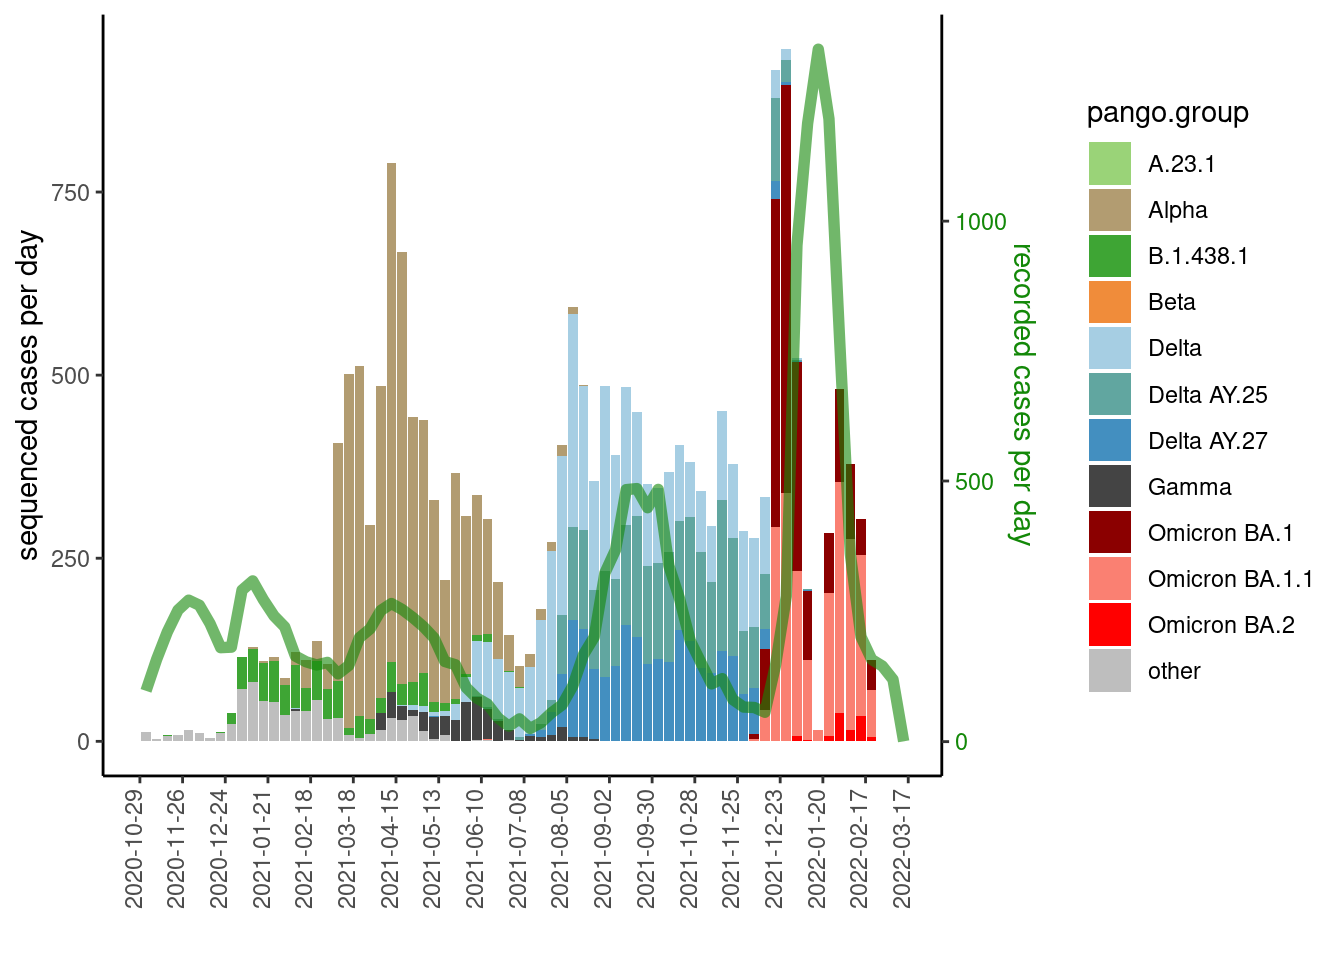 sequenced cases per day
750
500
250
0
1000
500
0
recorded cases per day
2020-10-29
2020-11-26
2020-12-24
2021-01-21
2021-02-18
2021-03-18
2021-04-15
2021-05-13
2021-06-10
2021-07-08
2021-08-05
2021-09-02
2021-09-30
2021-10-28
2021-11-25
2021-12-23
2022-01-20
2022-02-17
2022-03-17
pango.group
A.23.1
Alpha
B.1.438.1
Beta
Delta
Delta AY.25
Delta AY.27
Gamma
Omicron BA.1
Omicron BA.1.1
Omicron BA.2
other